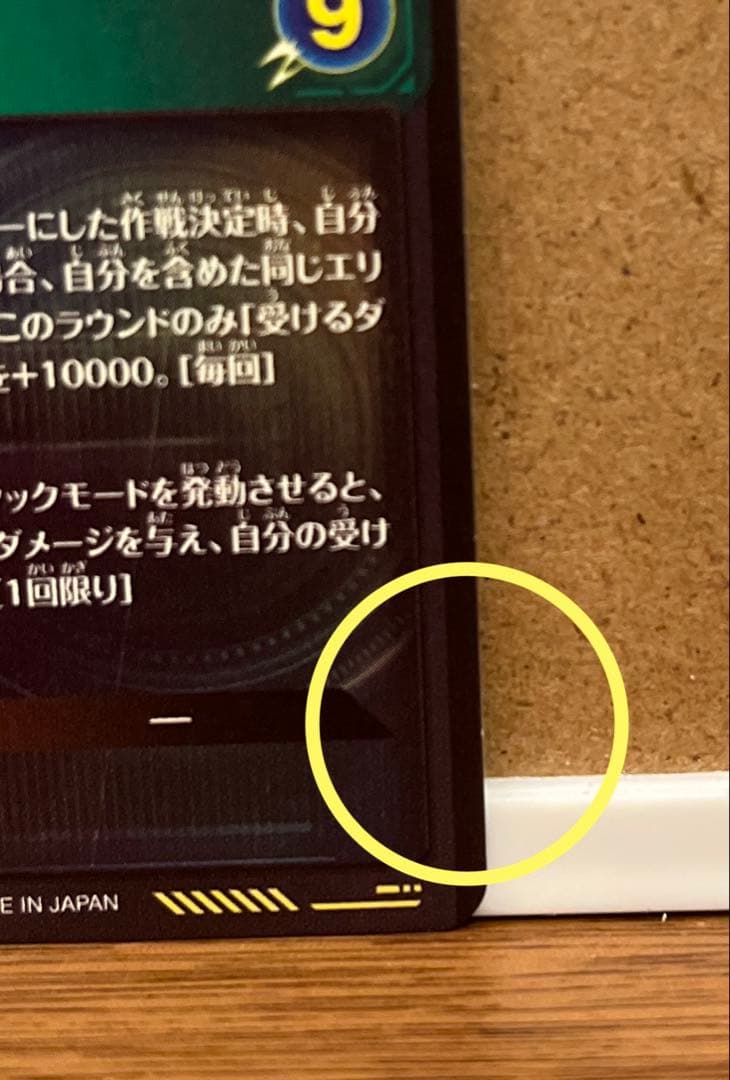 9
ーにした作戦決定時、自分
合、自分を含めた同じエリ
このラウンドのみ「受けるダ
を+10000。[毎回]
ックモードを発動させると、
ダメージを与え、自分の受け
[1回限り]
ー
E IN JAPAN